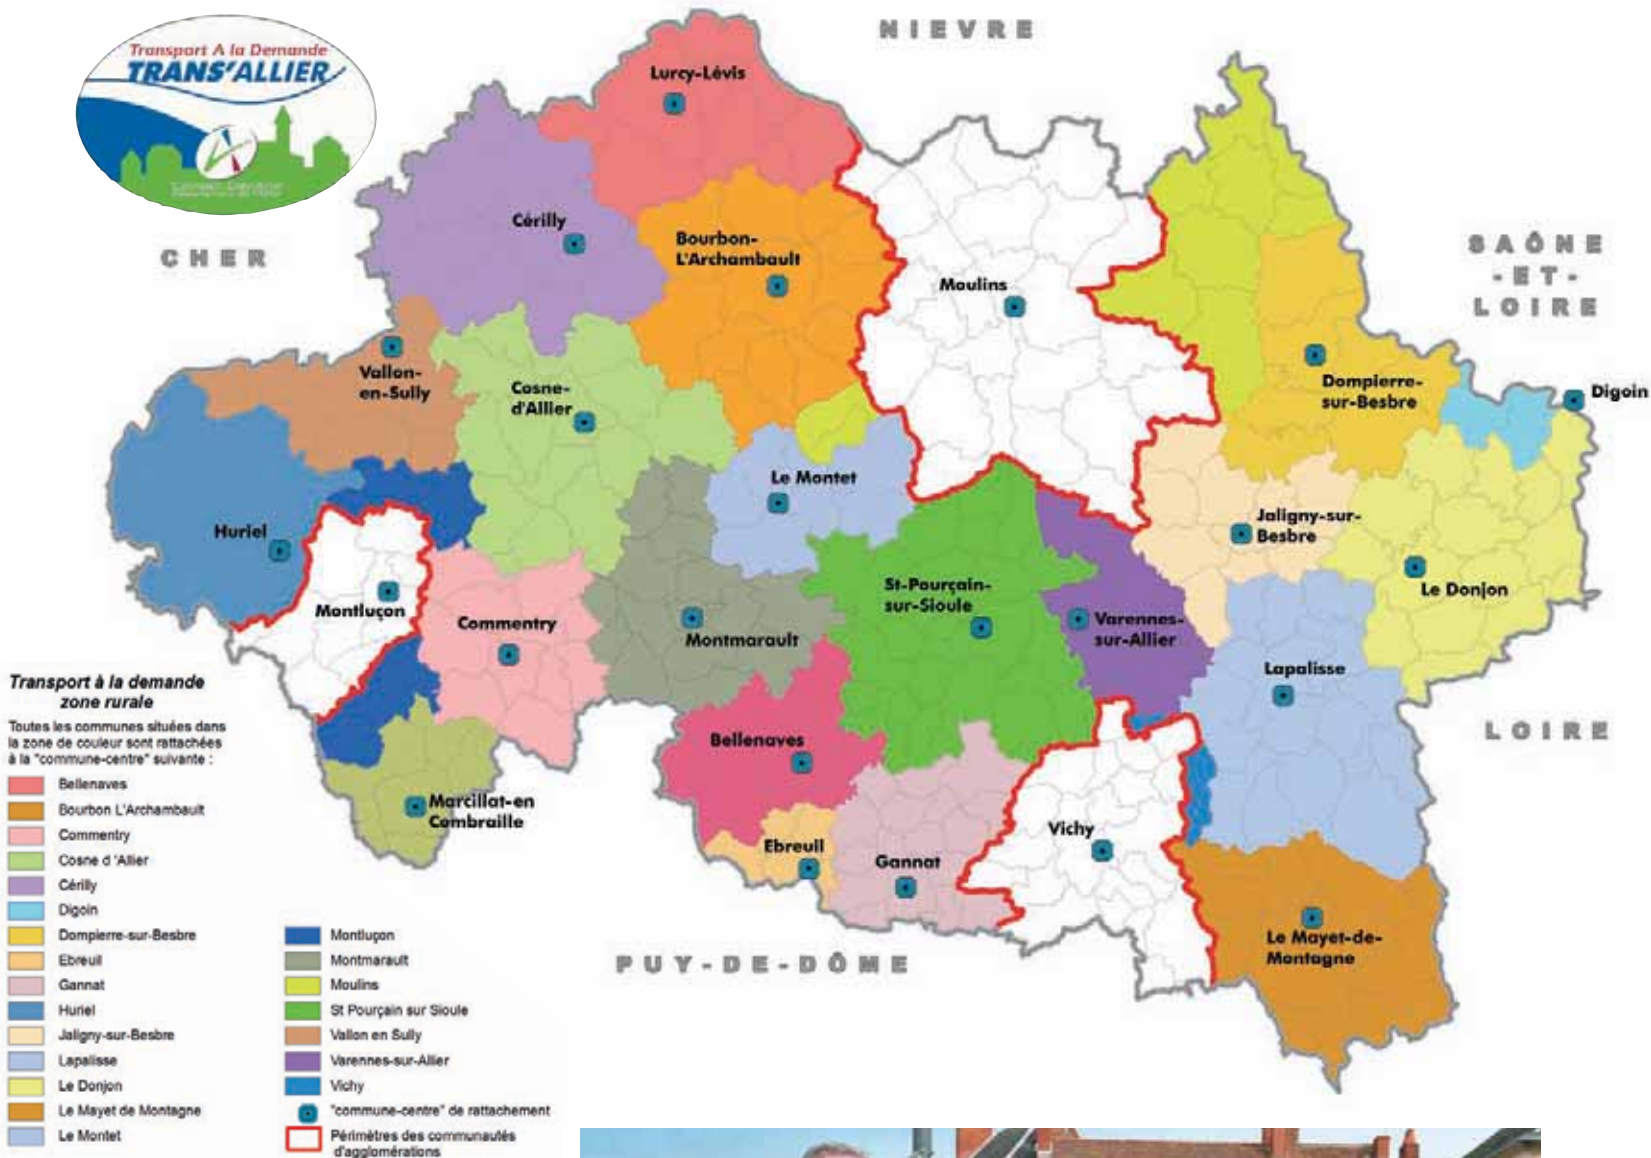 Transport A la Demande
TRANS'ALLIER
NIEVRE
CHER
SAÔNE
-ET-
LOIRE
LOIRE
PUY-DE-DÔME
Lurcy-Lévis
Cérilly
Bourbon-
L'Archambault
Moulins
Vallon-
en-Sully
Cosne-
d'Allier
Dompierre-
sur-Besbre
Digoin
Le Montet
Huriel
Jaligny-sur-
Besbre
Le Donjon
Montluçon
Commentry
Montmarault
St-Pourçain-
sur-Sioule
Varennes-
sur-Allier
Lapalisse
Bellenaves
Marcillat-en
Combraille
Ebreuil
Gannat
Vichy
Le Mayet-de-
Montagne
Transport à la demande
zone rurale
Toutes les communes situées dans
la zone de couleur sont rattachées
à la "commune-centre" suivante :
Bellenaves
Bourbon L'Archambault
Commentry
Cosne d 'Allier
Cérilly
Digoin
Dompierre-sur-Besbre
Ebreuil
Gannat
Huriel
Jaligny-sur-Besbre
Lapalisse
Le Donjon
Le Mayet de Montagne
Le Montet
Montluçon
Montmarault
Moulins
St Pourçain sur Sioule
Vallon en Sully
Varennes-sur-Allier
Vichy
"commune-centre" de rattachement
Périmètres des communautés
d'agglomérations